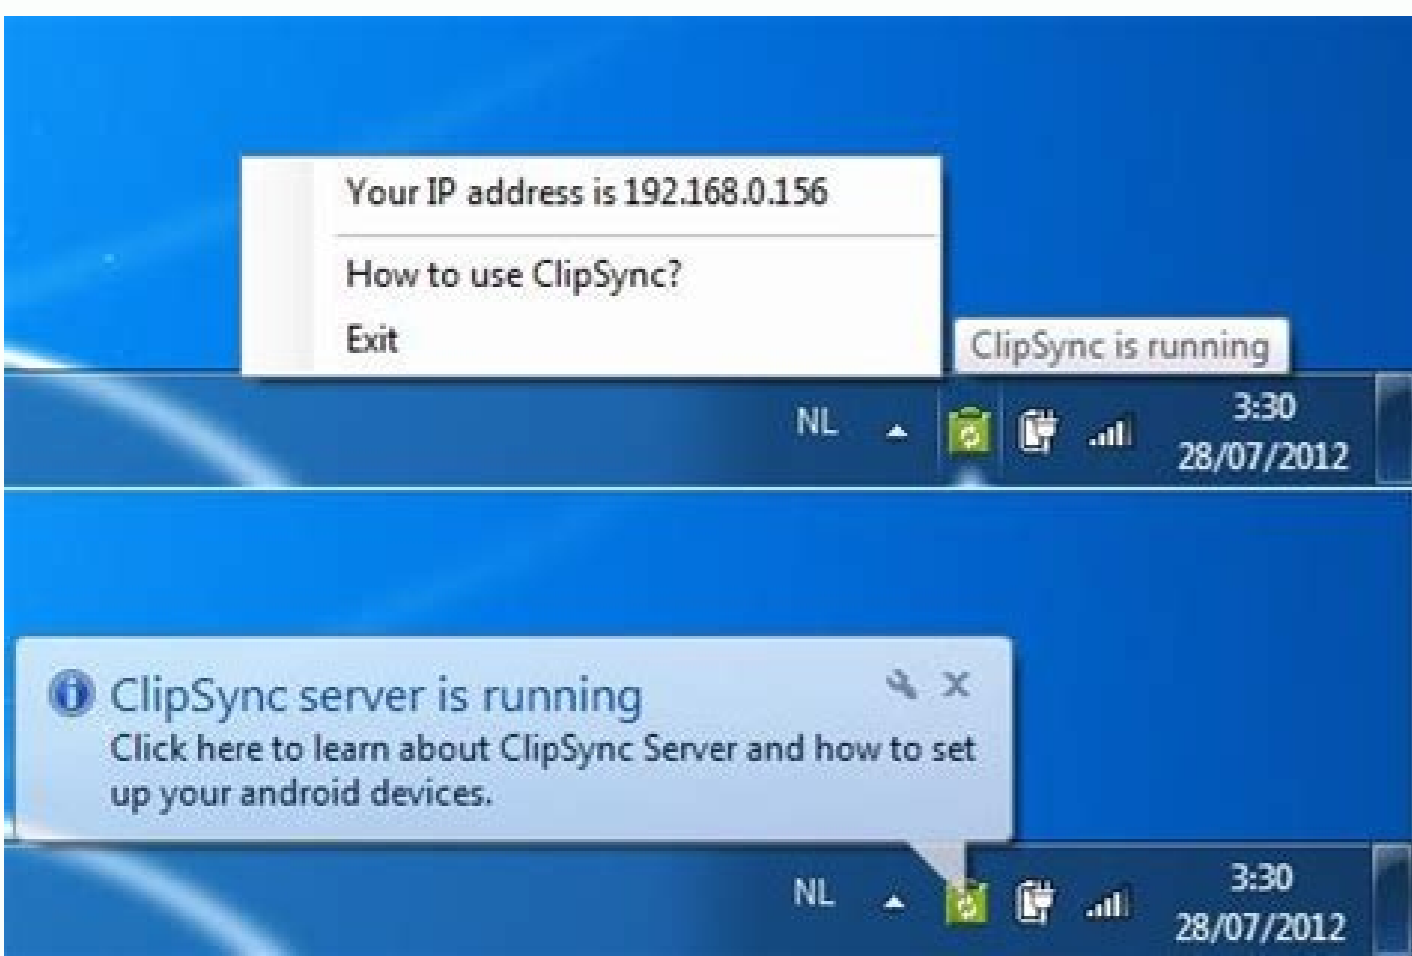 Your IP address is 192.168.0.156
How to use ClipSync?
Exit
ClipSync is running
NL
3:30
28/07/2012
ClipSync server is running
Click here to learn about ClipSync Server and how to set
up your android devices.
NL
3:30
28/07/2012